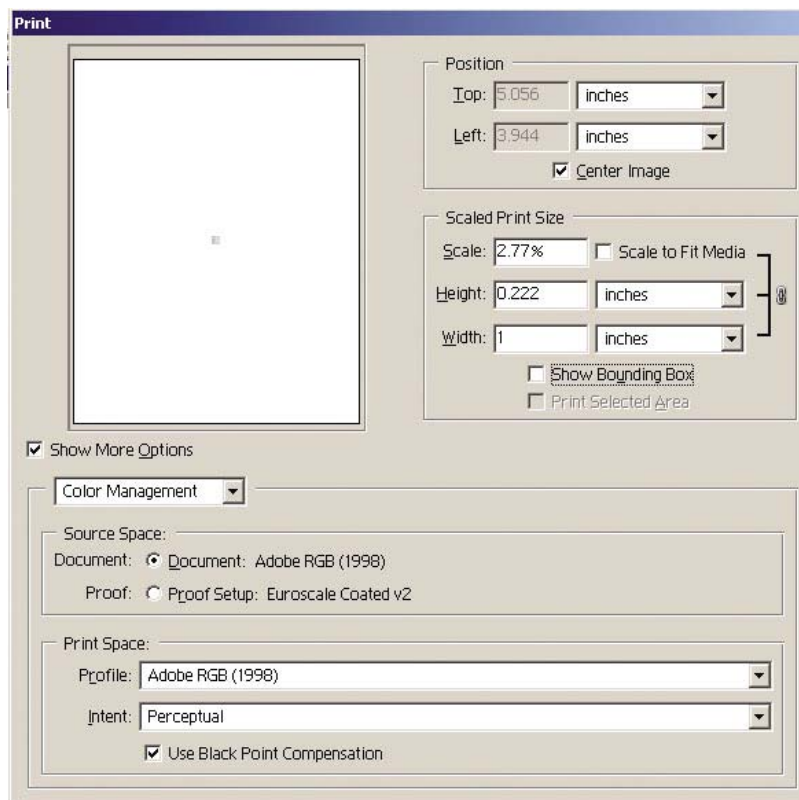 Print
Position
Top: 5.056 inches
Left: 3.944 inches
Center Image
Scaled Print Size
Scale: 2.77% Scale to Fit Media
Height: 0.222 inches
Width: 1 inches
Show Bounding Box
Print Selected Area
Show More Options
Color Management
Source Space:
Document: Document: Adobe RGB (1998)
Proof: Proof Setup: Euroscale Coated v2
Print Space:
Profile: Adobe RGB (1998)
Intent: Perceptual
Use Black Point Compensation